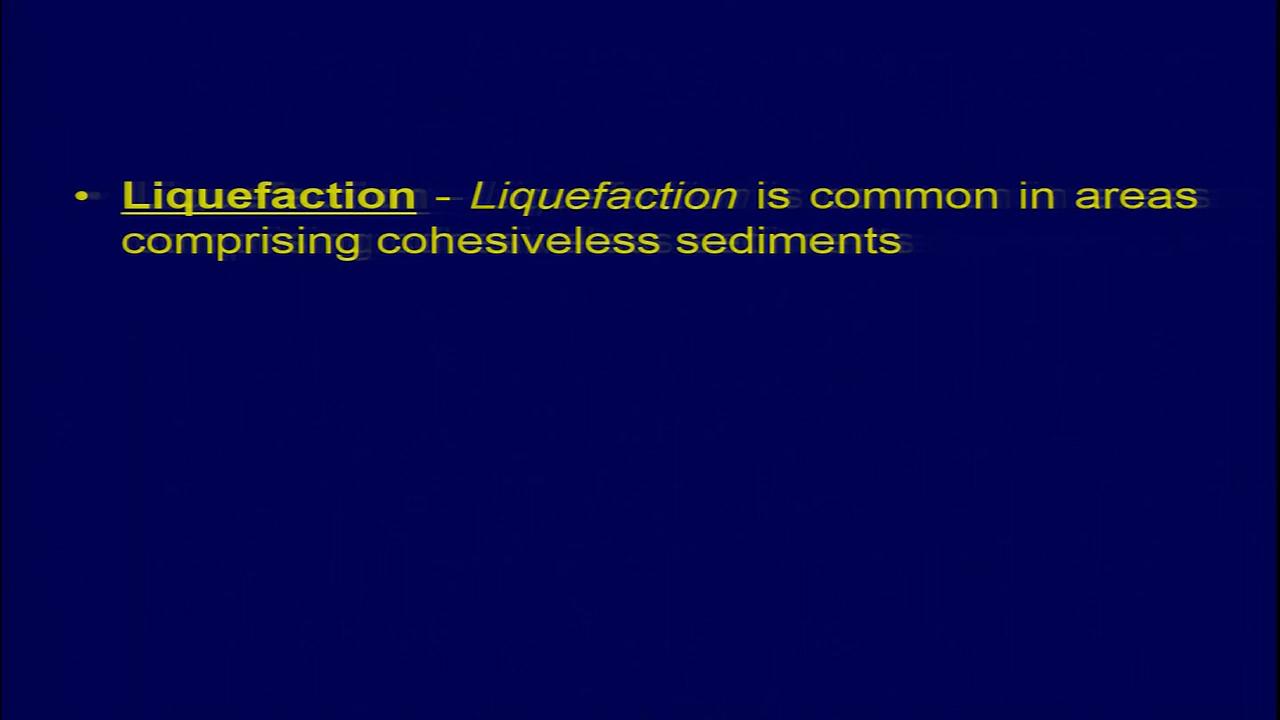 • Liquefaction - Liquefaction is common in areas
comprising cohesiveless sediments